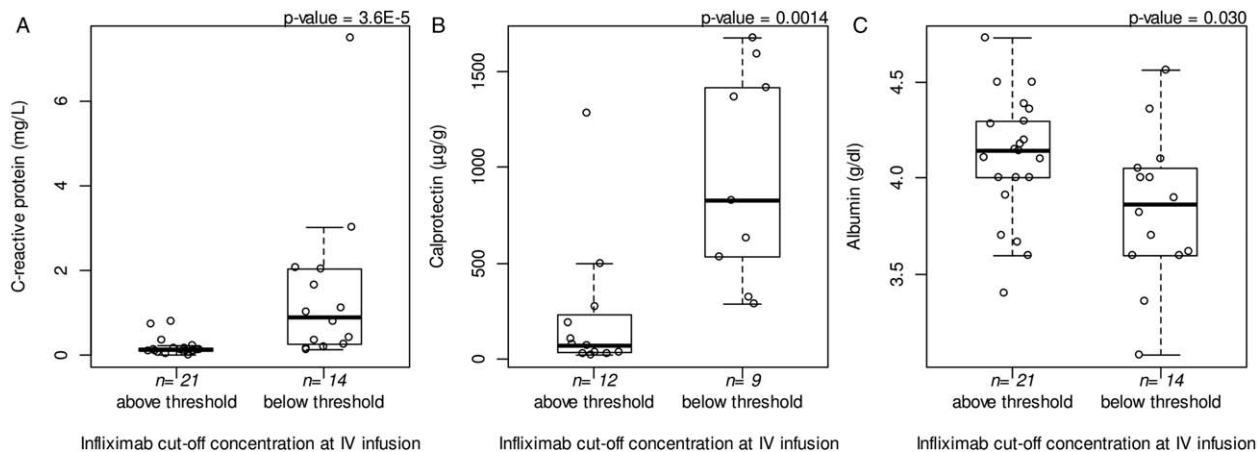 A
p-value = 3.6E-5
C-reactive protein (mg/L)
6
4
2
0
n= 21
n= 14
above threshold
below threshold
Infliximab cut-off concentration at IV infusion
B
p-value = 0.0014
Calprotectin (µg/g)
1500
1000
500
0
n= 12
n= 9
above threshold
below threshold
Infliximab cut-off concentration at IV infusion
C
p-value = 0.030
Albumin (g/dl)
4.5
4.0
3.5
n= 21
n= 14
above threshold
below threshold
Infliximab cut-off concentration at IV infusion